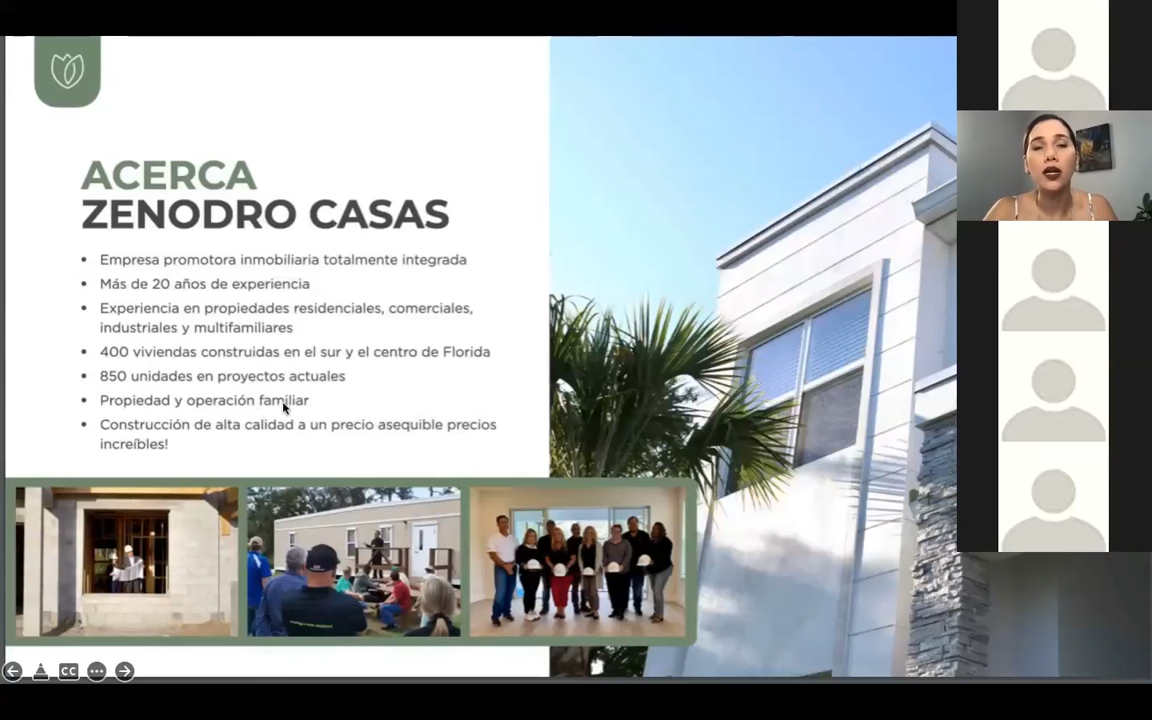 ACERCA
ZENODRO CASAS
• Empresa promotora inmobiliaria totalmente integrada
• Más de 20 años de experiencia
• Experiencia en propiedades residenciales, comerciales,
industriales y multifamiliares
• 400 viviendas construidas en el sur y el centro de Florida
• 850 unidades en proyectos actuales
• Propiedad y operación familiar
• Construcción de alta calidad a un precio asequible precios
increíbles!
CC